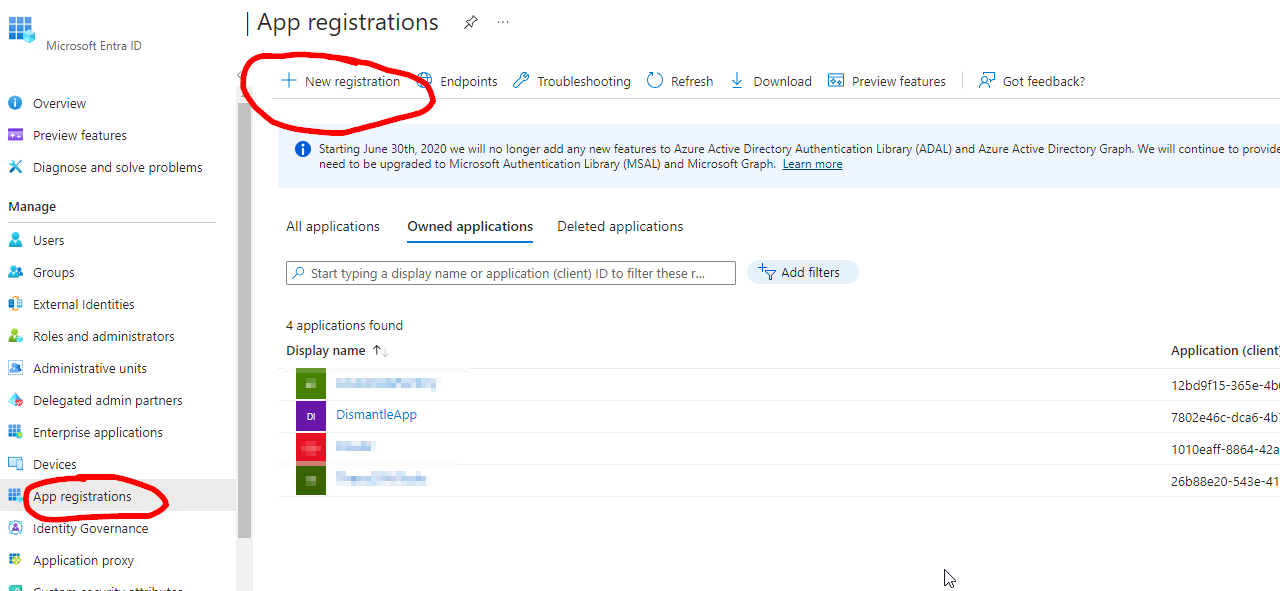 App registrations
...
Microsoft Entra ID
New registration
Endpoints
Troubleshooting
Refresh
Download
Preview features
Got feedback?
Overview
Preview features
Diagnose and solve problems
Manage
Users
Groups
External Identities
Roles and administrators
Administrative units
Delegated admin partners
Enterprise applications
Devices
App registrations
Identity Governance
Application proxy
Custom security attributes
Starting June 30th, 2020 we will no longer add any new features to Azure Active Directory Authentication Library (ADAL) and Azure Active Directory Graph. We will continue to provide
need to be upgraded to Microsoft Authentication Library (MSAL) and Microsoft Graph. Learn more
All applications
Owned applications
Deleted applications
Start typing a display name or application (client) ID to filter these r...
Add filters
4 applications found
Display name
Application (client)
12bd9f15-365e-4b
DI
DismantleApp
7802e46c-dca6-4b
1010eaff-8864-42a
26b88e20-543e-41